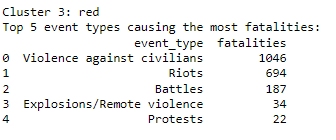 Cluster 3: red
Top 5 event types causing the most fatalities:
event_type fatalities
0 Violence against civilians 1046
1 Riots 694
2 Battles 187
3 Explosions/Remote violence 34
4 Protests 22